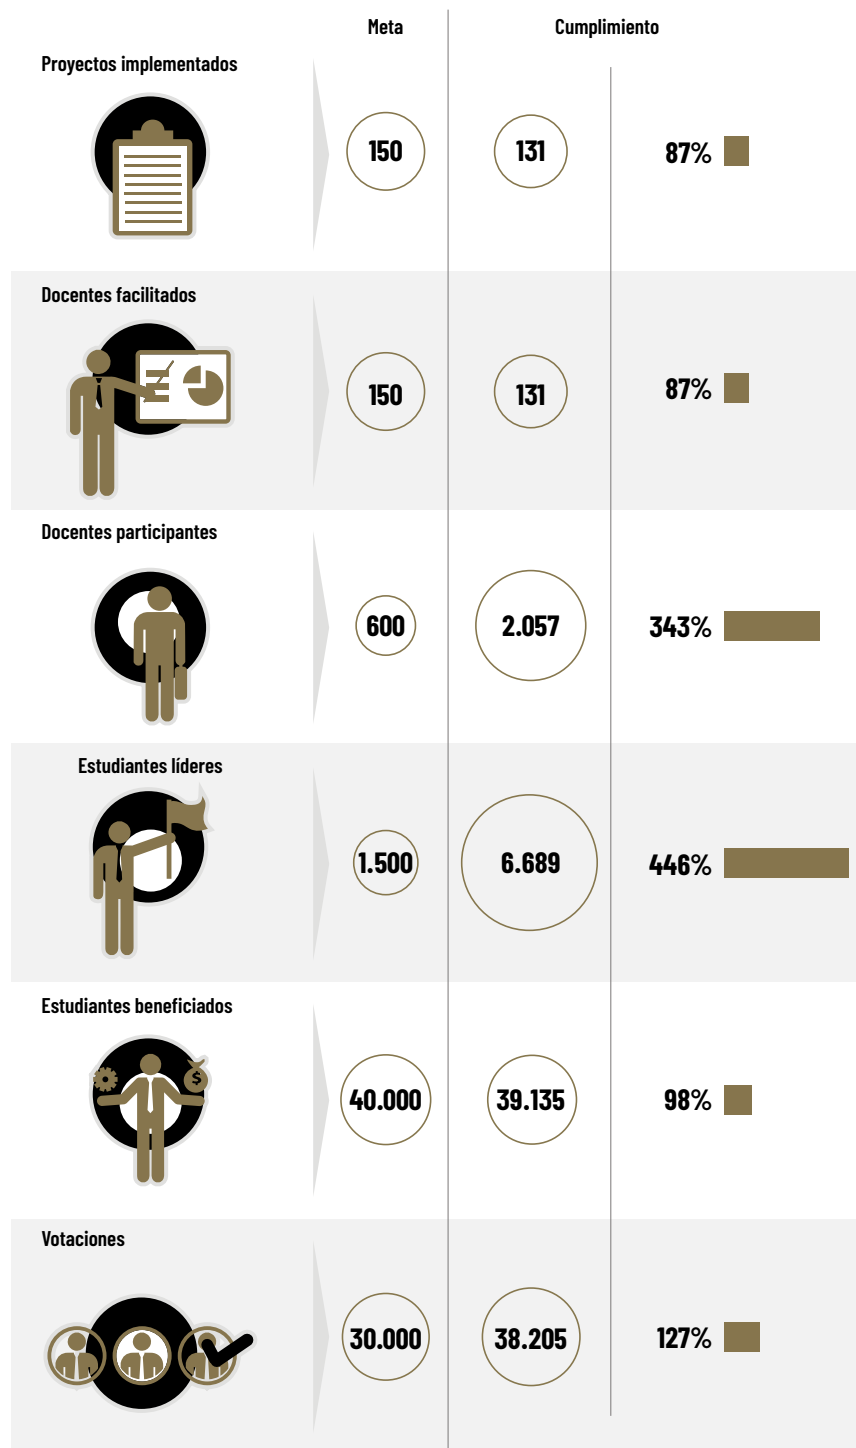 Meta
Cumplimiento
Proyectos implementados
150
131
87%
Docentes facilitados
150
131
87%
Docentes participantes
600
2.057
343%
Estudiantes líderes
1.500
6.689
446%
Estudiantes beneficiados
$
40.000
39.135
98%
Votaciones
30.000
38.205
127%